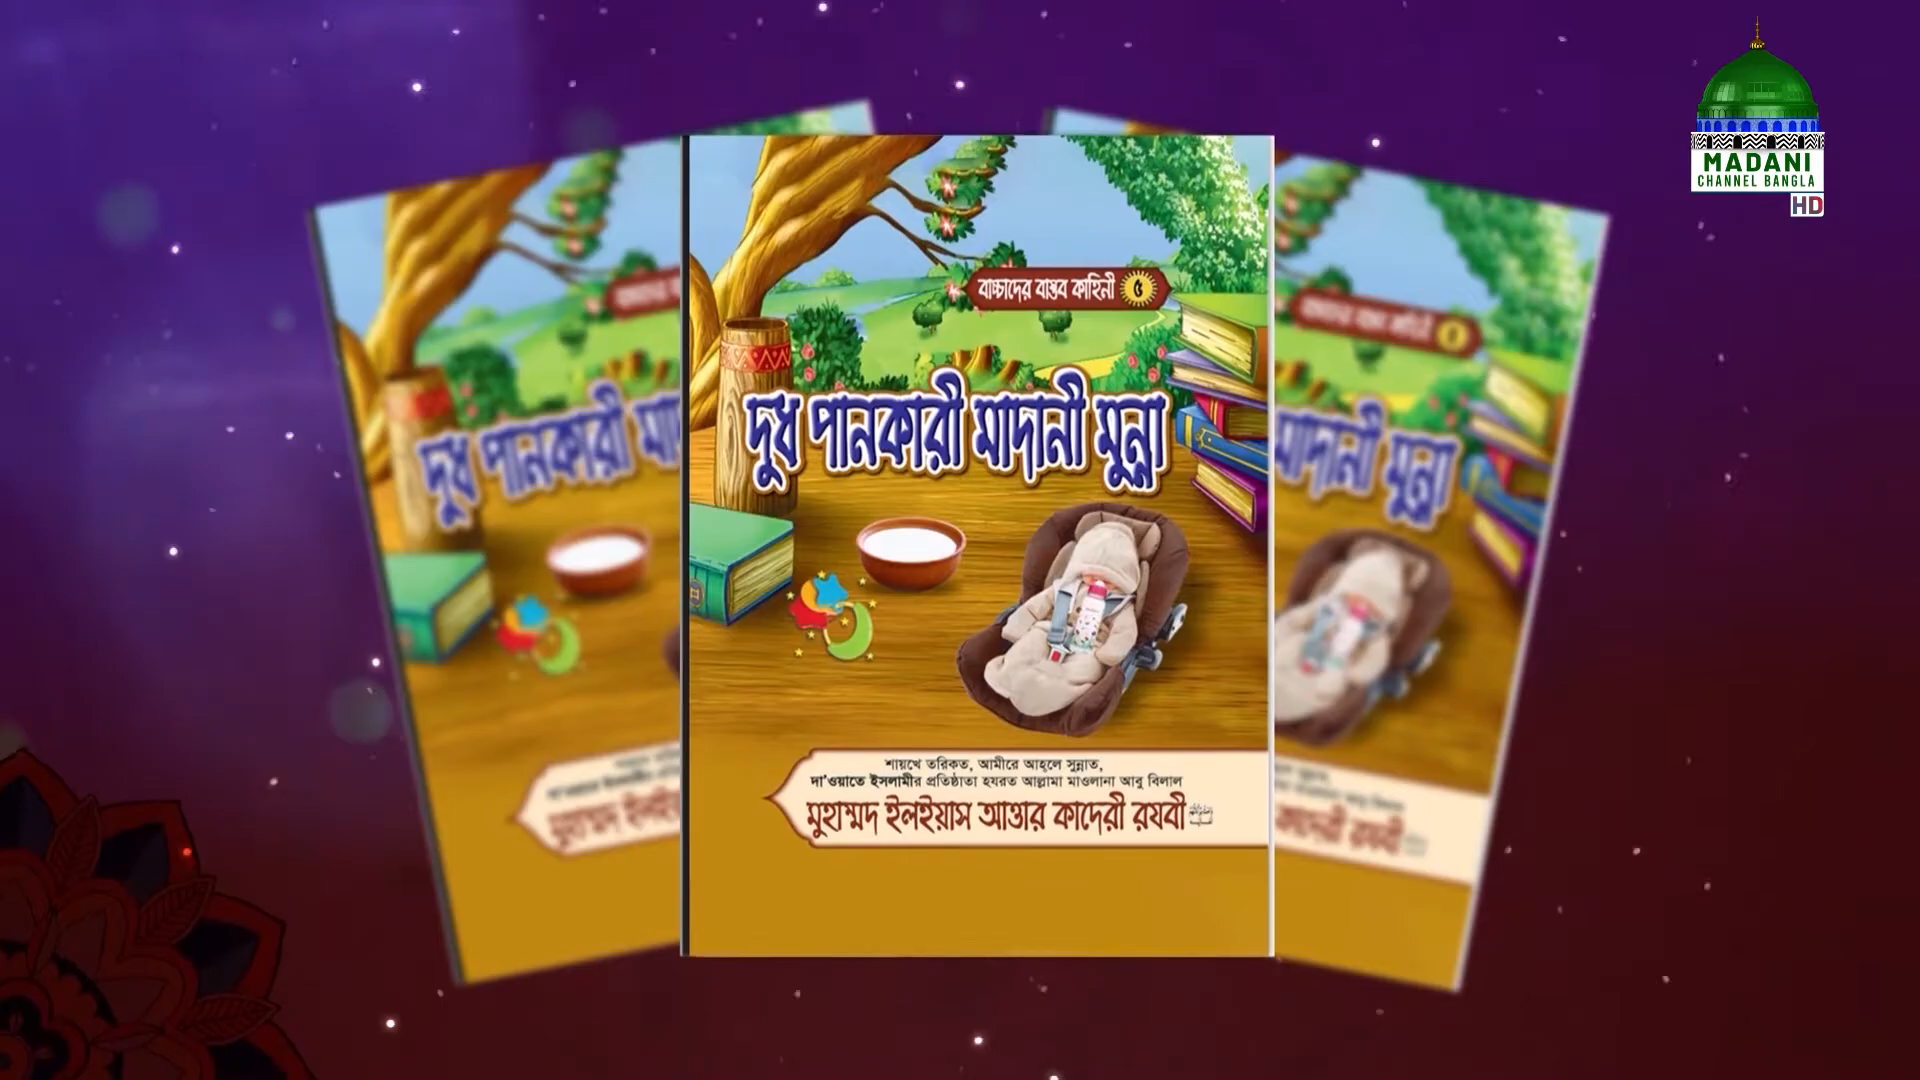 MADANI
CHANNEL BANGLA
HD
বাচ্চাদের বাস্তব কাহিনী ৫
দুধ পানকারী মাদানী মুন্না
শায়খে তরিকত, আমীরে আহ্‌লে সুন্নাত,
দা'ওয়াতে ইসলামীর প্রতিষ্ঠাতা হযরত আল্লামা মাওলানা আবু বিলাল
মুহাম্মদ ইলইয়াস আত্তার কাদেরী রযবী